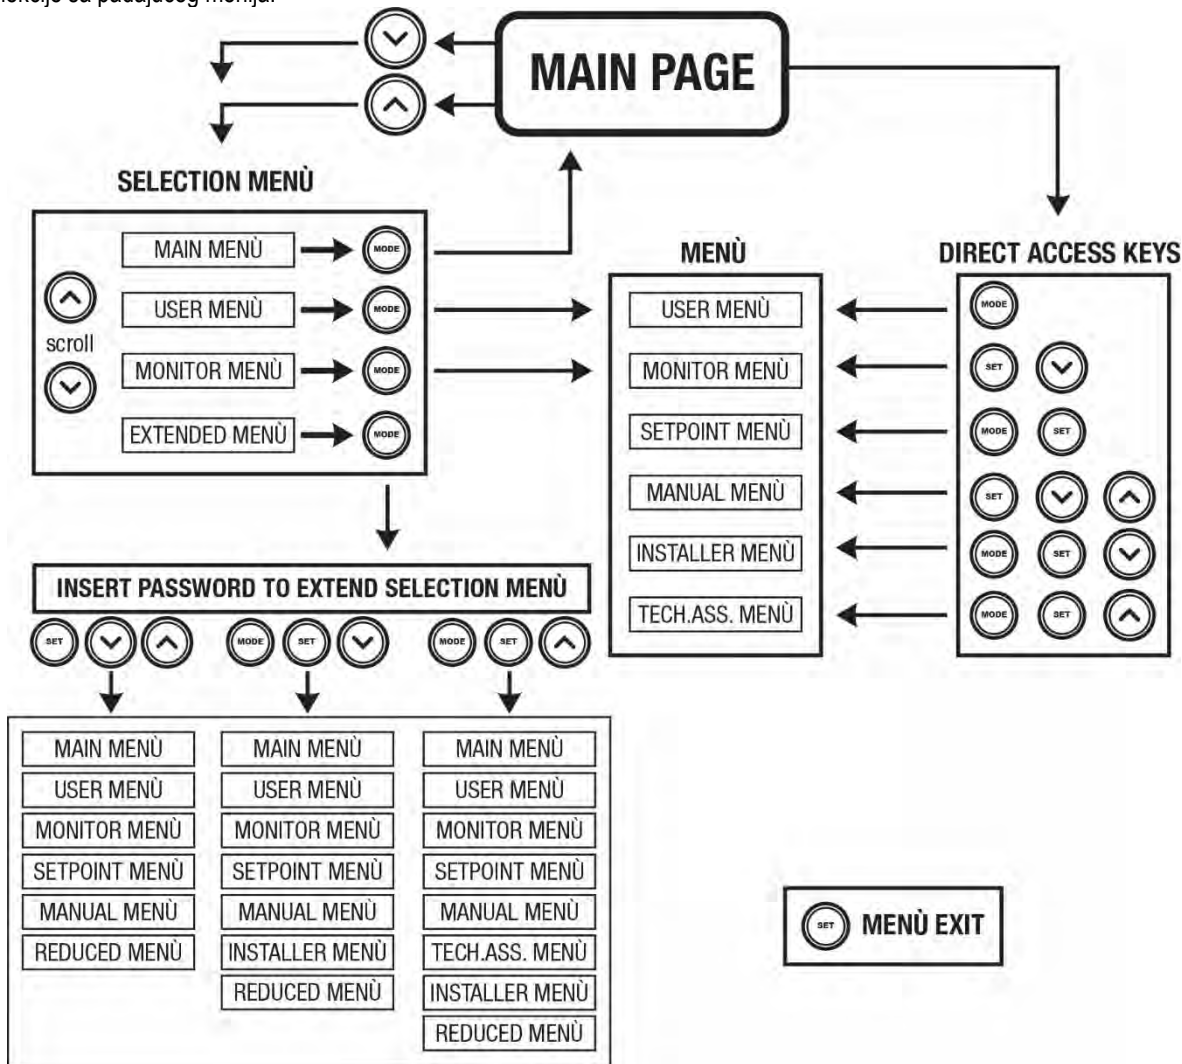 sa padajućeg menija.
MAIN PAGE
SELECTION MENÙ
scroll
MAIN MENÙ MODE
USER MENÙ MODE
MONITOR MENÙ MODE
EXTENDED MENÙ MODE
MENÙ
USER MENÙ
MONITOR MENÙ
SETPOINT MENÙ
MANUAL MENÙ
INSTALLER MENÙ
TECH.ASS. MENÙ
DIRECT ACCESS KEYS
MODE
SET
MODE SET
SET
MODE SET
MODE SET
INSERT PASSWORD TO EXTEND SELECTION MENÙ
SET MODE SET MODE SET
MAIN MENÙ
USER MENÙ
MONITOR MENÙ
SETPOINT MENÙ
MANUAL MENÙ
REDUCED MENÙ
MAIN MENÙ
USER MENÙ
MONITOR MENÙ
SETPOINT MENÙ
MANUAL MENÙ
INSTALLER MENÙ
REDUCED MENÙ
MAIN MENÙ
USER MENÙ
MONITOR MENÙ
SETPOINT MENÙ
MANUAL MENÙ
TECH.ASS. MENÙ
INSTALLER MENÙ
REDUCED MENÙ
SET MENÙ EXIT